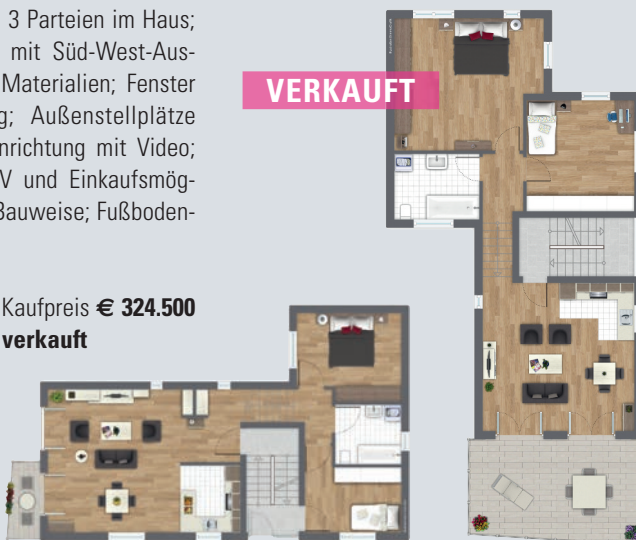 3 Parteien im Haus;
mit Süd-West-Aus-
Materialien; Fenster
g; Außenstellplätze
nrichtung mit Video;
V und Einkaufsmög-
Bauweise; Fußboden-
VERKAUFT
Kaufpreis € 324.500
verkauft